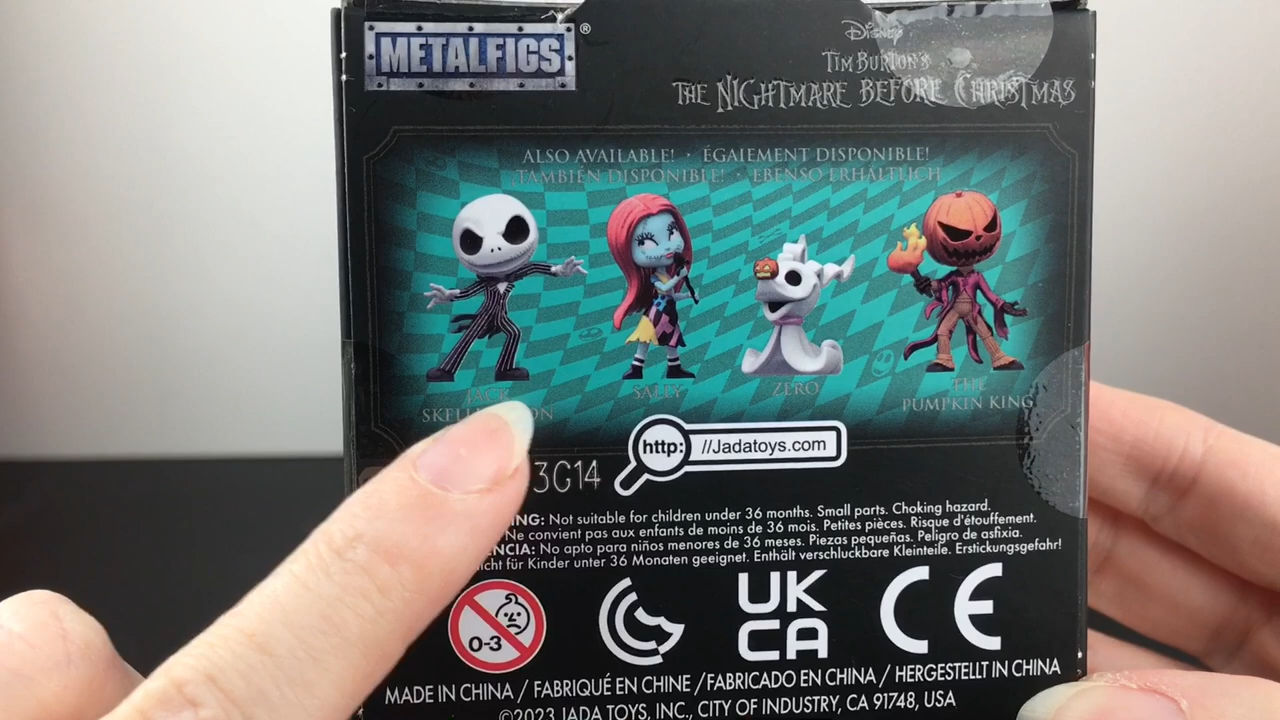 METALFIGS®
Disney
TIM BURTON'S
THE NIGHTMARE BEFORE CHRISTMAS
ALSO AVAILABLE! · ÉGAIEMENT DISPONIBLE!
¡TAMBIÉN DISPONIBLE! · EBENSO ERHÄLTLICH
JACK
SALLY
ZERO
THE
PUMPKIN KING
http: //Jadatoys.com
3G14
Not suitable for children under 36 months. Small parts. Choking hazard.
Ne convient pas aux enfants de moins de 36 mois. Petites pièces. Risque d'étouffement.
No apto para niños menores de 36 meses. Piezas pequeñas. Peligro de asfixia.
für Kinder unter 36 Monaten geeignet. Enthält verschluckbare Kleinteile. Erstickungsgefahr!
0-3
UK
CA
CE
MADE IN CHINA / FABRIQUÉ EN CHINE / FABRICADO EN CHINA / HERGESTELLT IN CHINA
©2023 JADA TOYS, INC., CITY OF INDUSTRY, CA 91748, USA